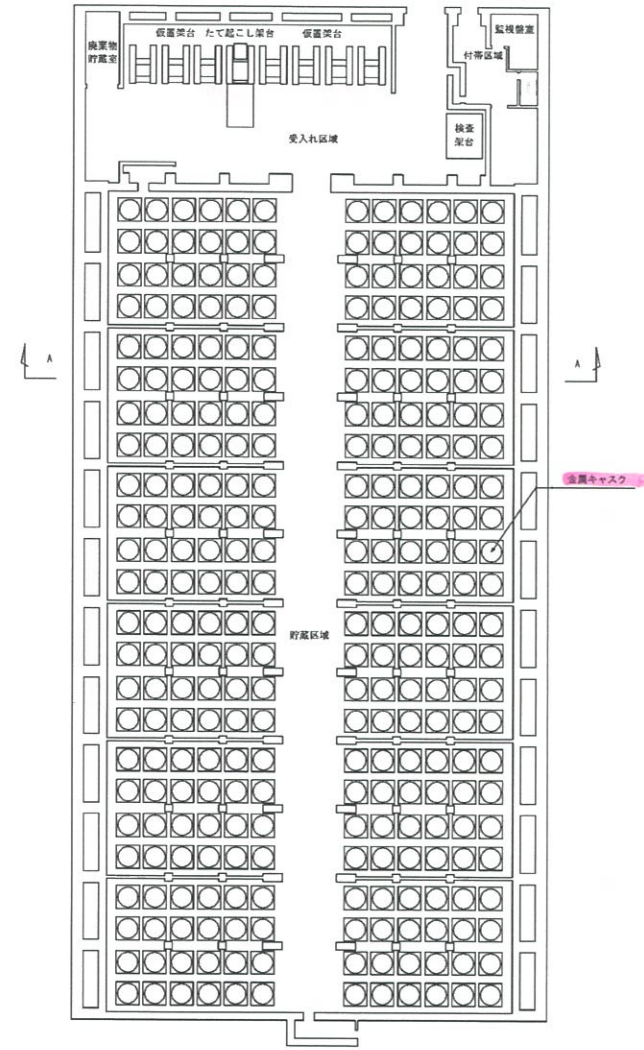 仮置架台
たて起こし架台
仮置架台
廃棄物
貯蔵室
監視盤室
付帯区域
受入れ区域
検査
架台
A
A
金属キャスク
貯蔵区域